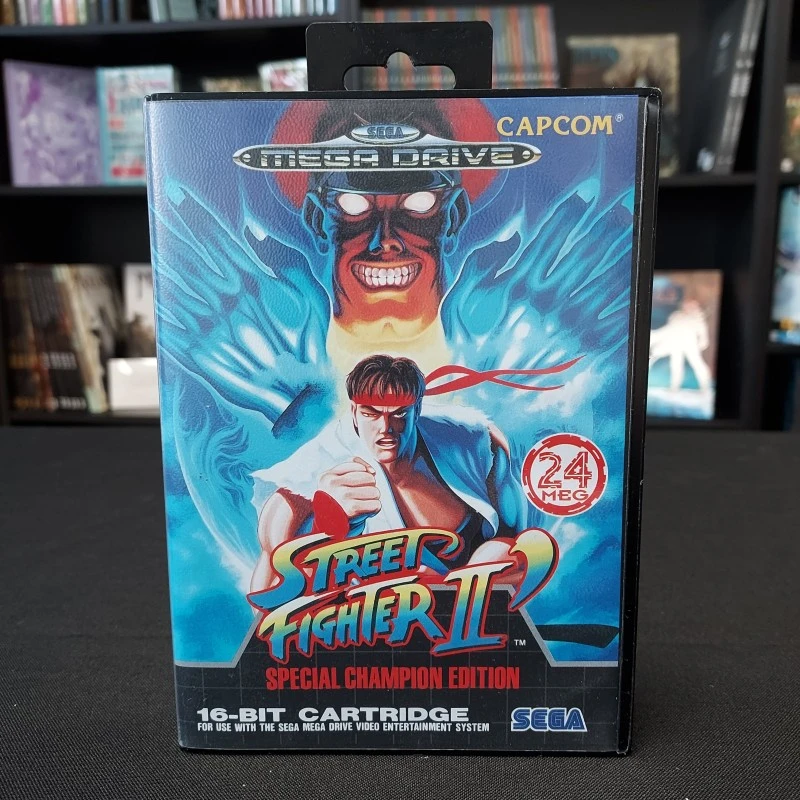 SEGA
MEGA DRIVE
CAPCOM®
24
MEG
STREET
FIGHTER II'
TM
SPECIAL CHAMPION EDITION
16-BIT CARTRIDGE
FOR USE WITH THE SEGA MEGA DRIVE VIDEO ENTERTAINMENT SYSTEM
SEGA